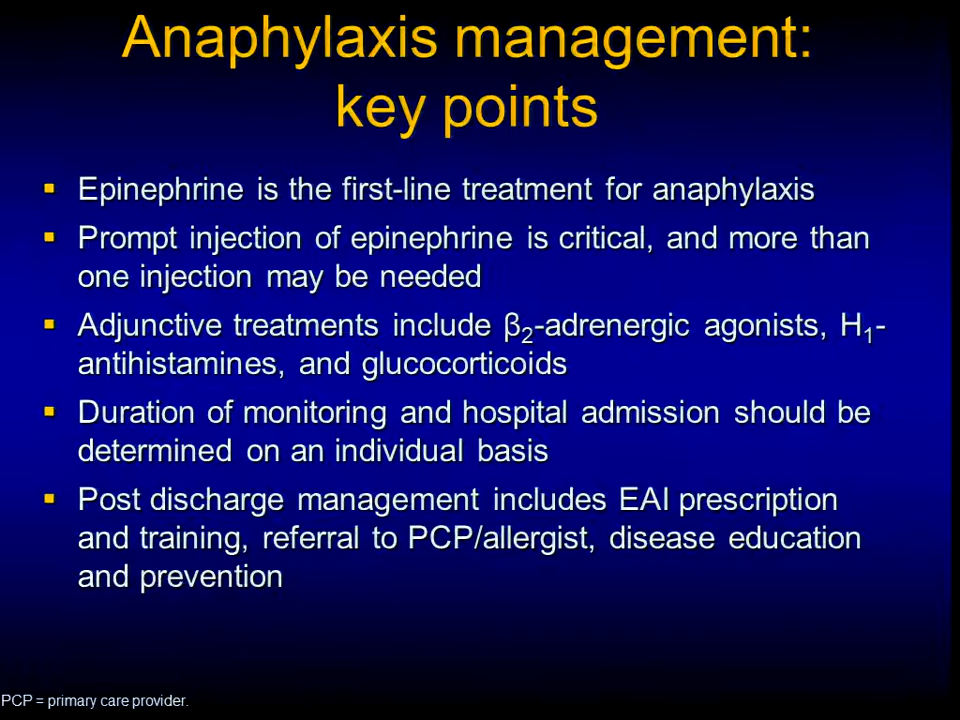 Anaphylaxis management:
key points
▪ Epinephrine is the first-line treatment for anaphylaxis
▪ Prompt injection of epinephrine is critical, and more than
one injection may be needed
▪ Adjunctive treatments include β₂-adrenergic agonists, H₁-
antihistamines, and glucocorticoids
▪ Duration of monitoring and hospital admission should be
determined on an individual basis
▪ Post discharge management includes EAI prescription
and training, referral to PCP/allergist, disease education
and prevention
PCP = primary care provider.